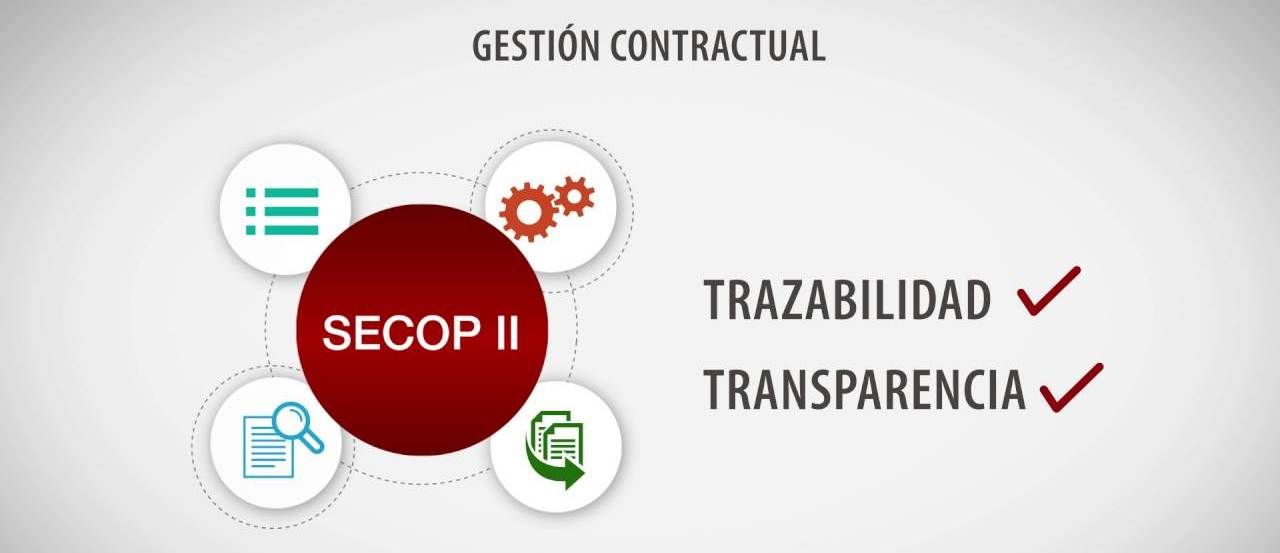 GESTIÓN CONTRACTUAL
SECOP II
TRAZABILIDAD
TRANSPARENCIA